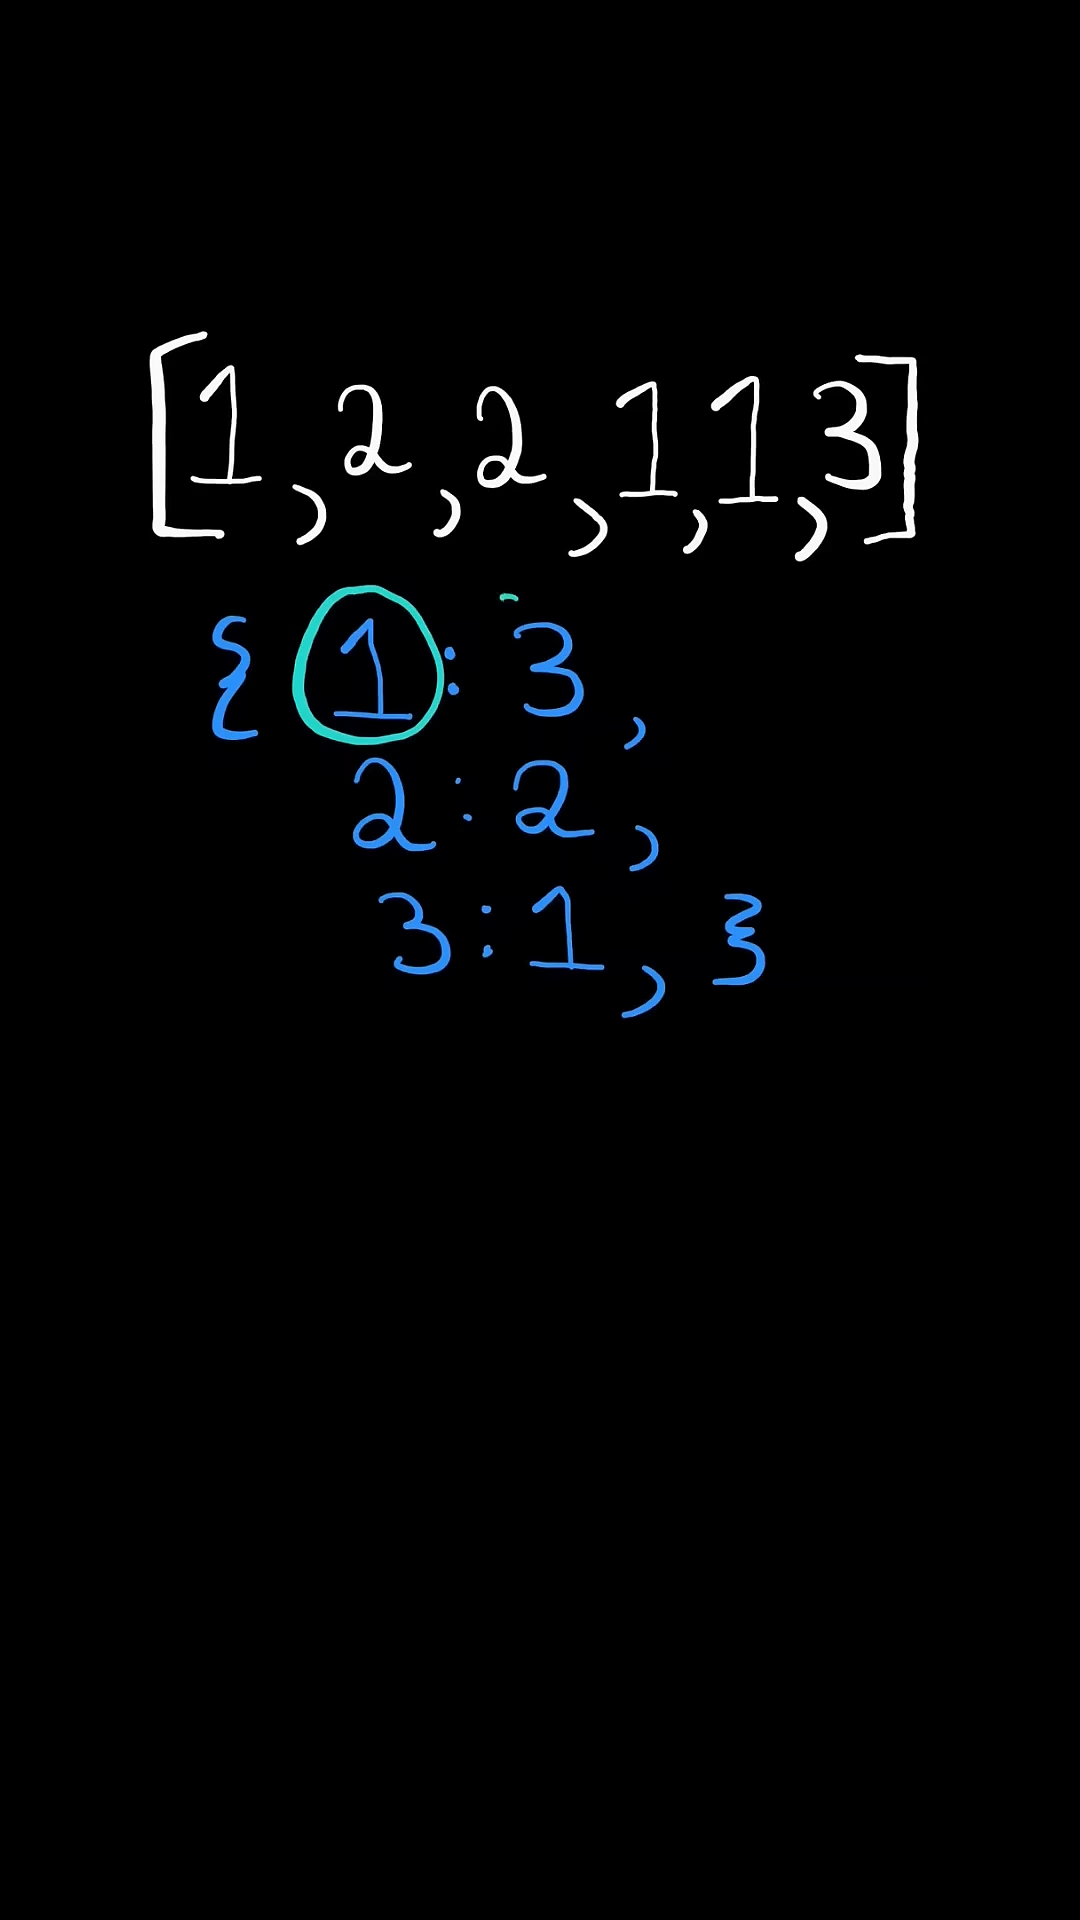 [1, 2, 2, 1, 1, 3]
{ 1 : 3,
2 : 2,
3 : 1, }